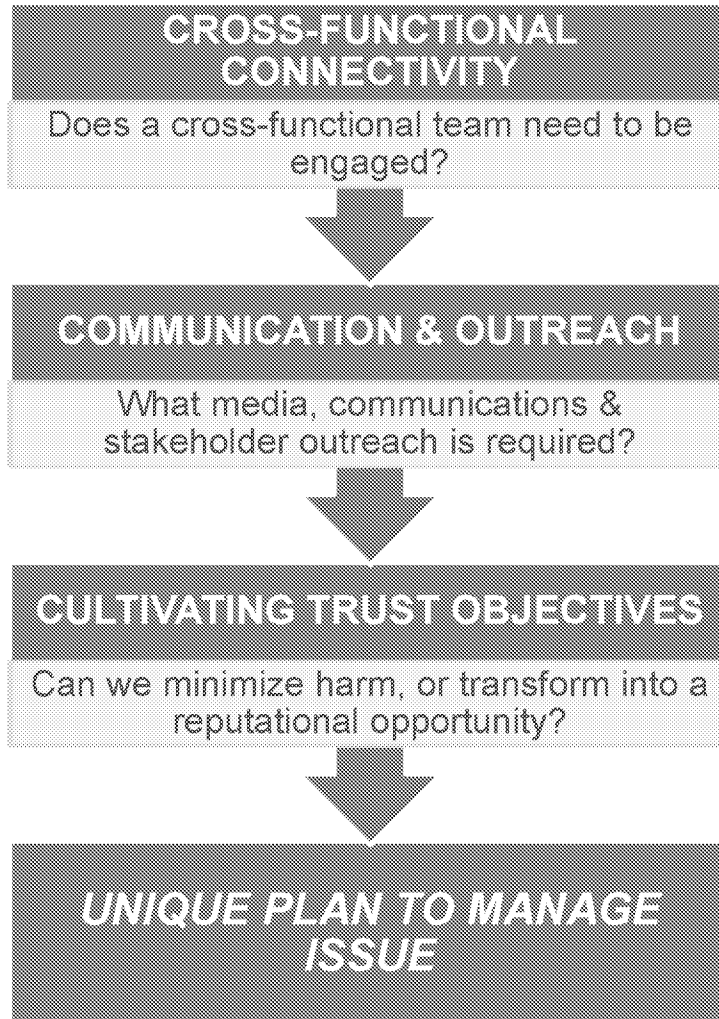 CROSS-FUNCTIONAL
CONNECTIVITY
Does a cross-functional team need to be
engaged?
COMMUNICATION & OUTREACH
What media, communications &
stakeholder outreach is required?
CULTIVATING TRUST OBJECTIVES
Can we minimize harm, or transform into a
reputational opportunity?
UNIQUE PLAN TO MANAGE
ISSUE